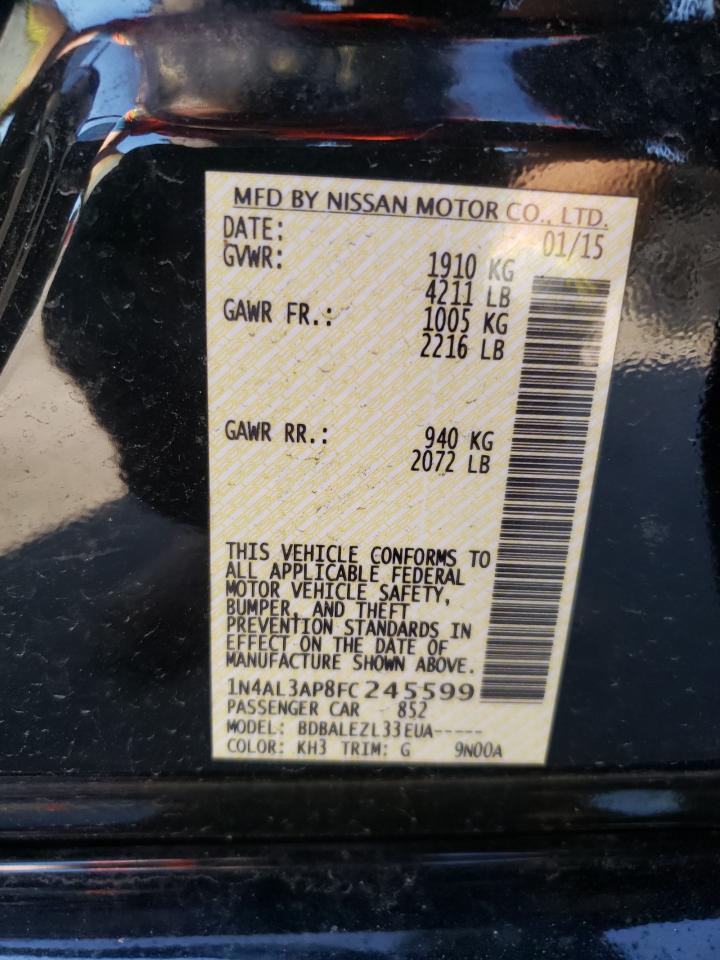 MFD BY NISSAN MOTOR CO., LTD.
DATE: 01/15
GVWR: 1910 KG
4211 LB
GAWR FR.: 1005 KG
2216 LB
GAWR RR.: 940 KG
2072 LB
THIS VEHICLE CONFORMS TO
ALL APPLICABLE FEDERAL
MOTOR VEHICLE SAFETY,
BUMPER, AND THEFT
PREVENTION STANDARDS IN
EFFECT ON THE DATE OF
MANUFACTURE SHOWN ABOVE.
1N4AL3AP8FC245599
PASSENGER CAR 852
MODEL: BDBALEZL33EUA-----
COLOR: KH3 TRIM: G 9N00A